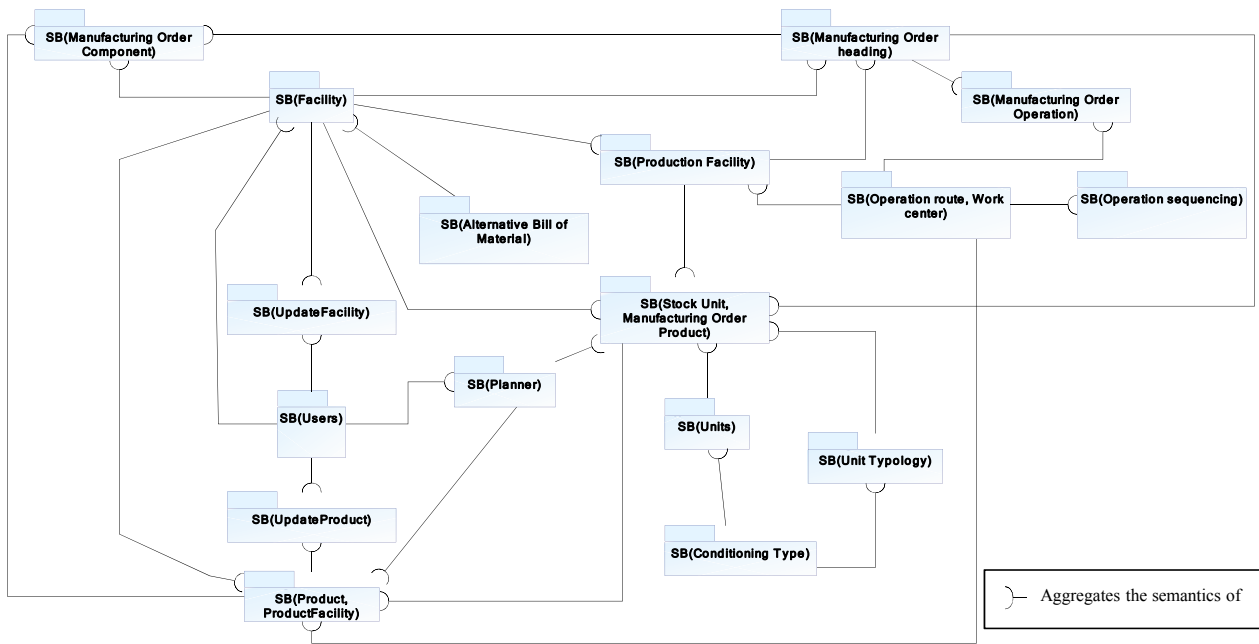 SB(Manufacturing Order
Component)
SB(Manufacturing Order
heading)
SB(Facility)
SB(Manufacturing Order
Operation)
SB(Production Facility)
SB(Operation route, Work
center)
SB(Operation sequencing)
SB(Alternative Bill of
Material)
SB(UpdateFacility)
SB(Stock Unit,
Manufacturing Order
Product)
SB(Planner)
SB(Users)
SB(Units)
SB(Unit Typology)
SB(UpdateProduct)
SB(Conditioning Type)
SB(Product,
ProductFacility)
Aggregates the semantics of